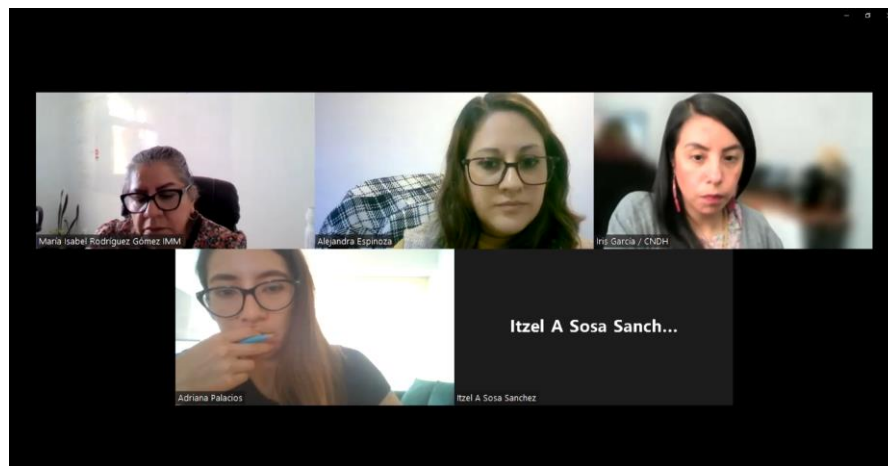 María Isabel Rodríguez Gómez IMM
Alejandra Espinoza
Iris García / CNDH
Itzel A Sosa Sanch...
Adriana Palacios
Itzel A Sosa Sanchez